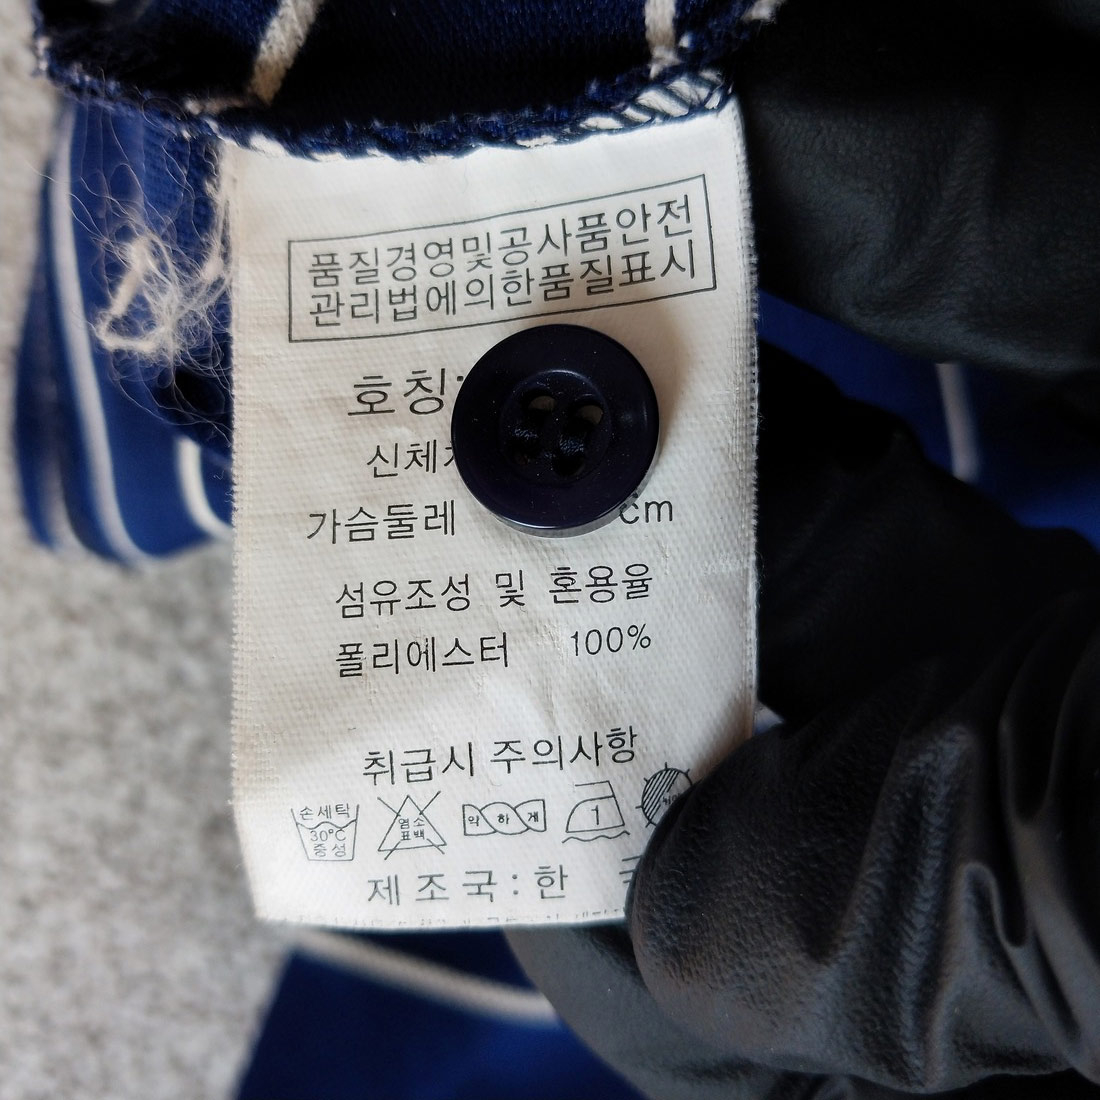 품질경영및공사품안전
관리법에의한품질표시
호칭:
신체
가슴둘레 cm
섬유조성 및 혼용율
폴리에스터 100%
취급시 주의사항
손세탁
30℃
중성
염소
표백
약하게
1
제조국:한